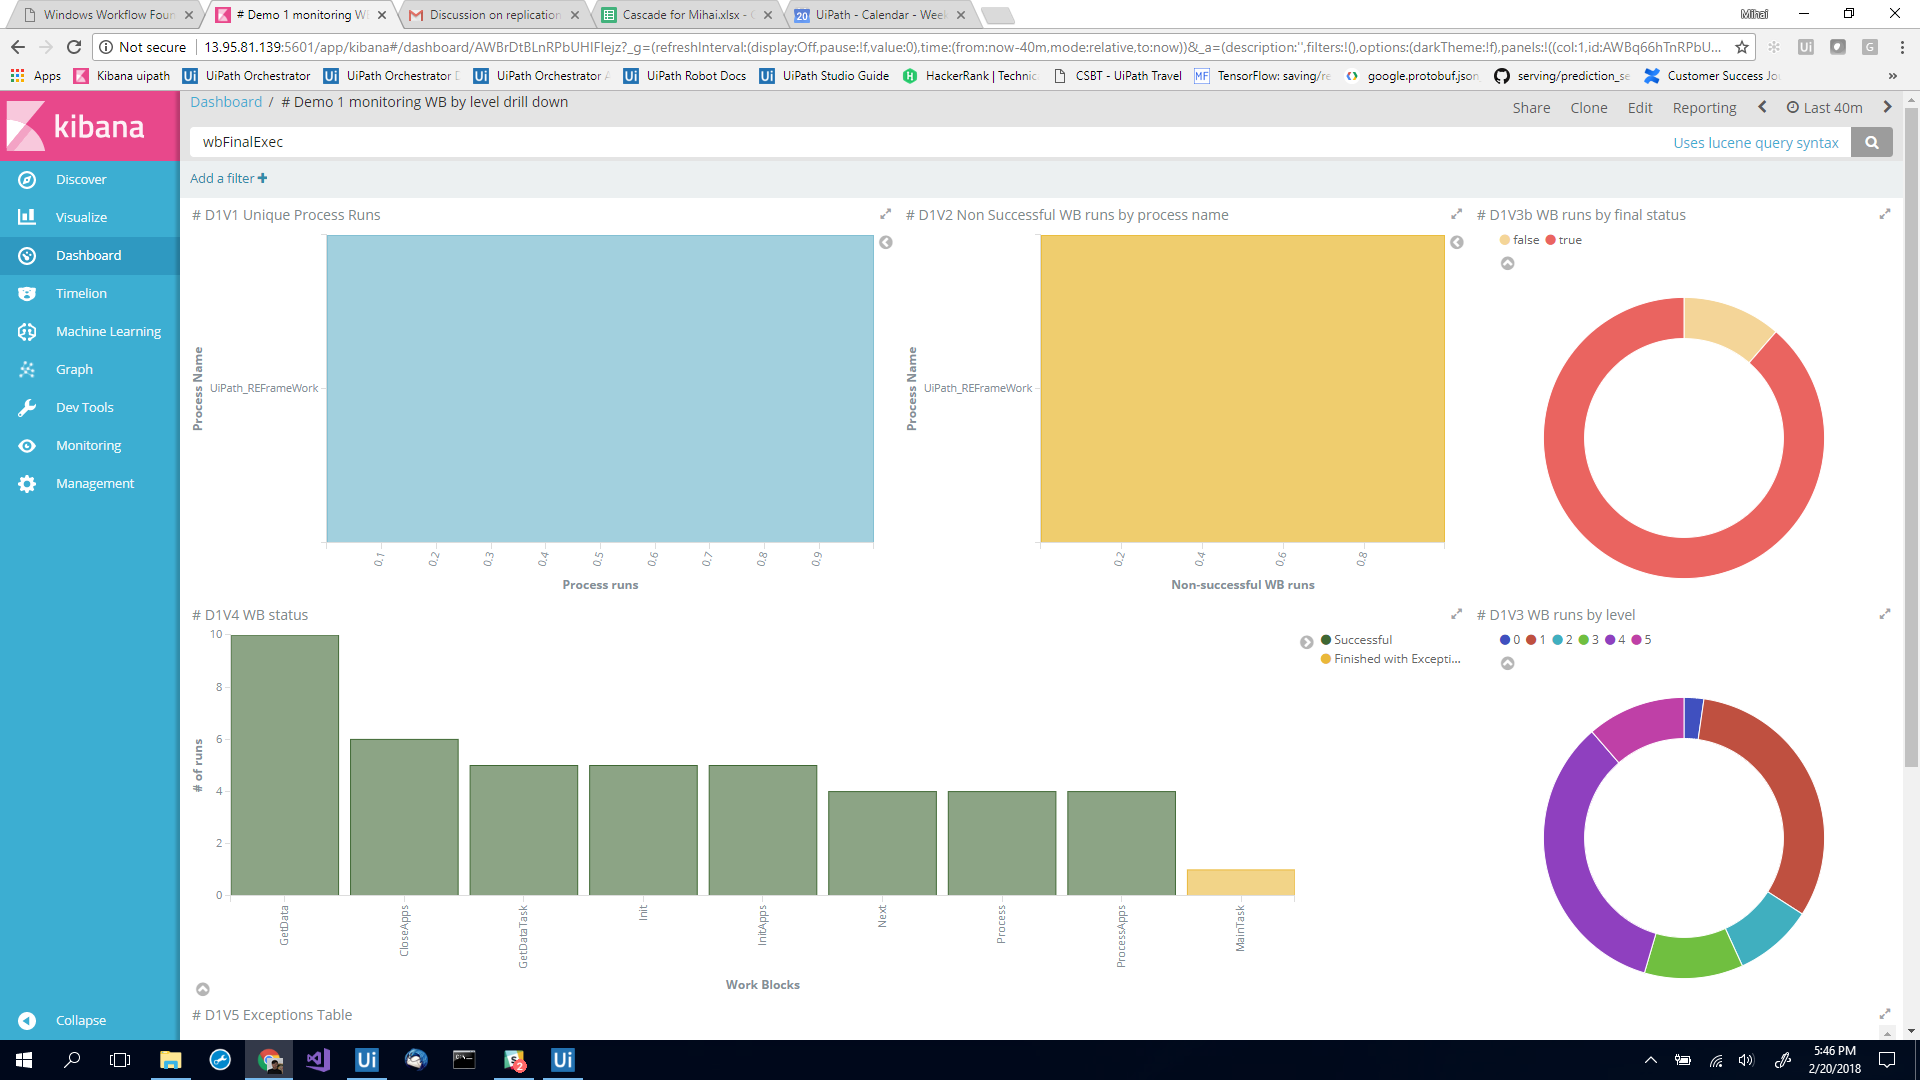 Windows Workflow Foun
# Demo 1 monitoring W
Discussion on replication
Cascade for Mihai.xlsx - 
20
UiPath - Calendar - Week
Mihai
Not secure
13.95.81.139:5601/app/kibana#/dashboard/AWBrDtBLnRPbUHIFIejz?_g=(refreshInterval:(display:Off,pause:!f,value:0),time:(from:now-40m,mode:relative,to:now))&_a=(description:'',filters:!(),options:(darkTheme:!f),panels:!((col:1,id:AWBq66hTnRPbU...
Apps
Kibana uipath
UiPath Orchestrator
UiPath Orchestrator D
UiPath Orchestrator A
UiPath Robot Docs
UiPath Studio Guide
HackerRank | Technic
CSBT - UiPath Travel
TensorFlow: saving/re
google.protobuf.json
serving/prediction_se
Customer Success Jou
»
kibana
Dashboard / # Demo 1 monitoring WB by level drill down
Share Clone Edit Reporting Last 40m
wbFinalExec
Uses lucene query syntax
Add a filter +
Discover
Visualize
Dashboard
Timelion
Machine Learning
Graph
Dev Tools
Monitoring
Management
Collapse
# D1V1 Unique Process Runs
Process Name
UiPath_REFrameWork
0.1 0.2 0.3 0.4 0.5 0.6 0.7 0.8 0.9
Process runs
# D1V2 Non Successful WB runs by process name
Process Name
UiPath_REFrameWork
0.2 0.4 0.6 0.8
Non-successful WB runs
# D1V3b WB runs by final status
false true
# D1V4 WB status
# of runs
10
8
6
4
2
0
GetData
CloseApps
GetDataTask
Init
InitApps
Next
Process
ProcessApps
MainTask
Work Blocks
Successful
Finished with Excepti...
# D1V3 WB runs by level
0 1 2 3 4 5
# D1V5 Exceptions Table
Ui
2
Ui
5:46 PM
2/20/2018